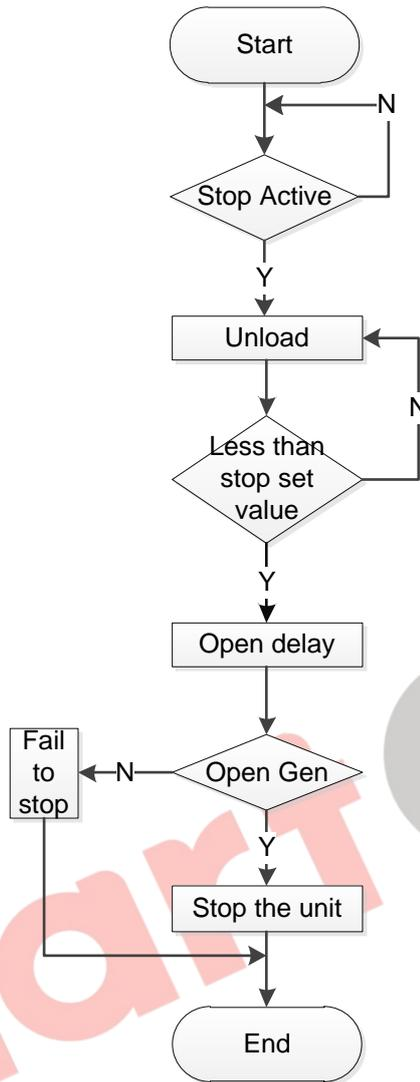 Start
N
Stop Active
Y
Unload
N
Less than
stop set
value
Y
Open delay
Fail
to
stop
N
Open Gen
Y
Stop the unit
End